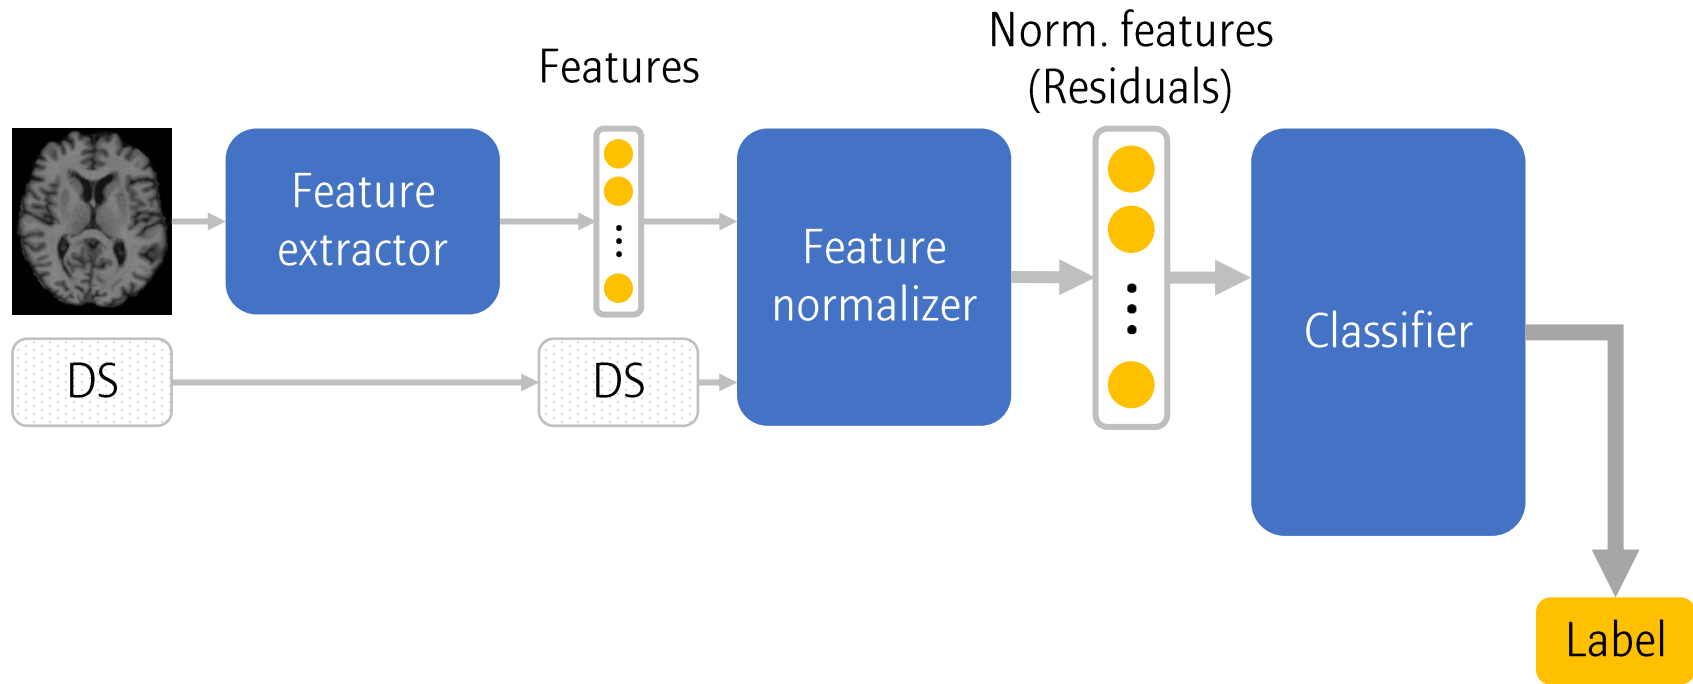 Features
Norm. features
(Residuals)
Feature
extractor
Feature
normalizer
Classifier
DS
DS
Label